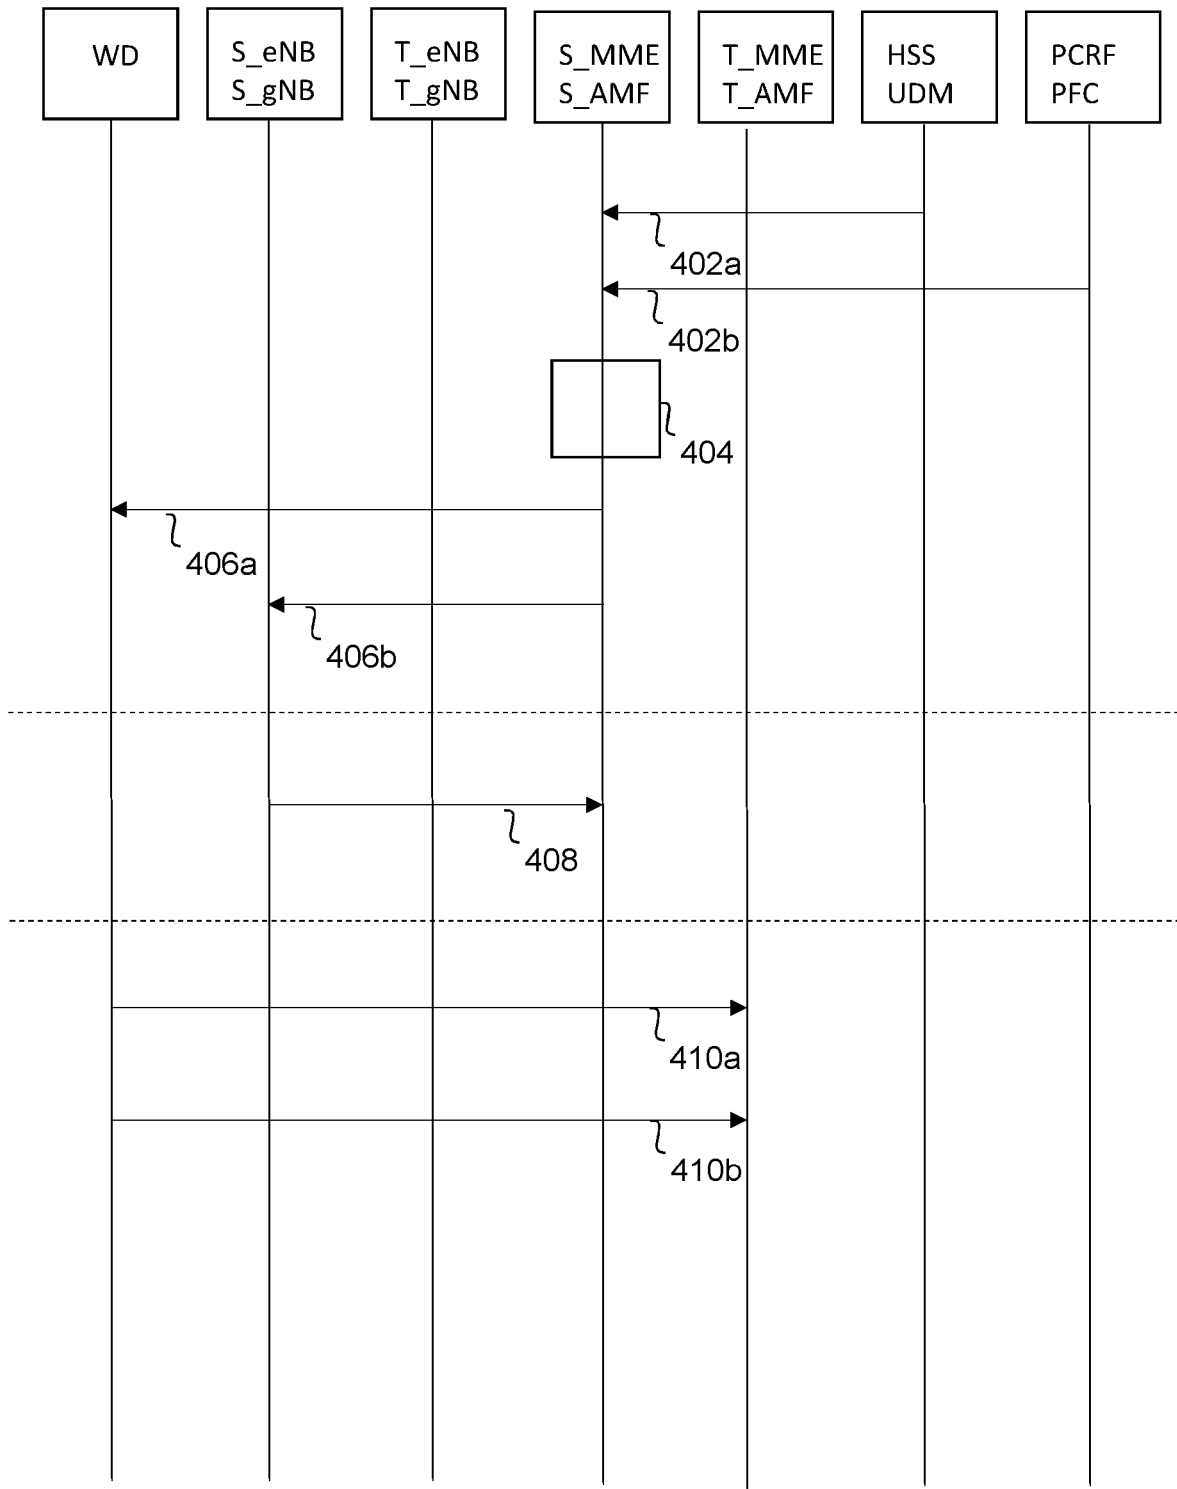 WD
S_eNB
S_gNB
T_eNB
T_gNB
S_MME
S_AMF
T_MME
T_AMF
HSS
UDM
PCRF
PFC
402a
402b
404
406a
406b
408
410a
410b